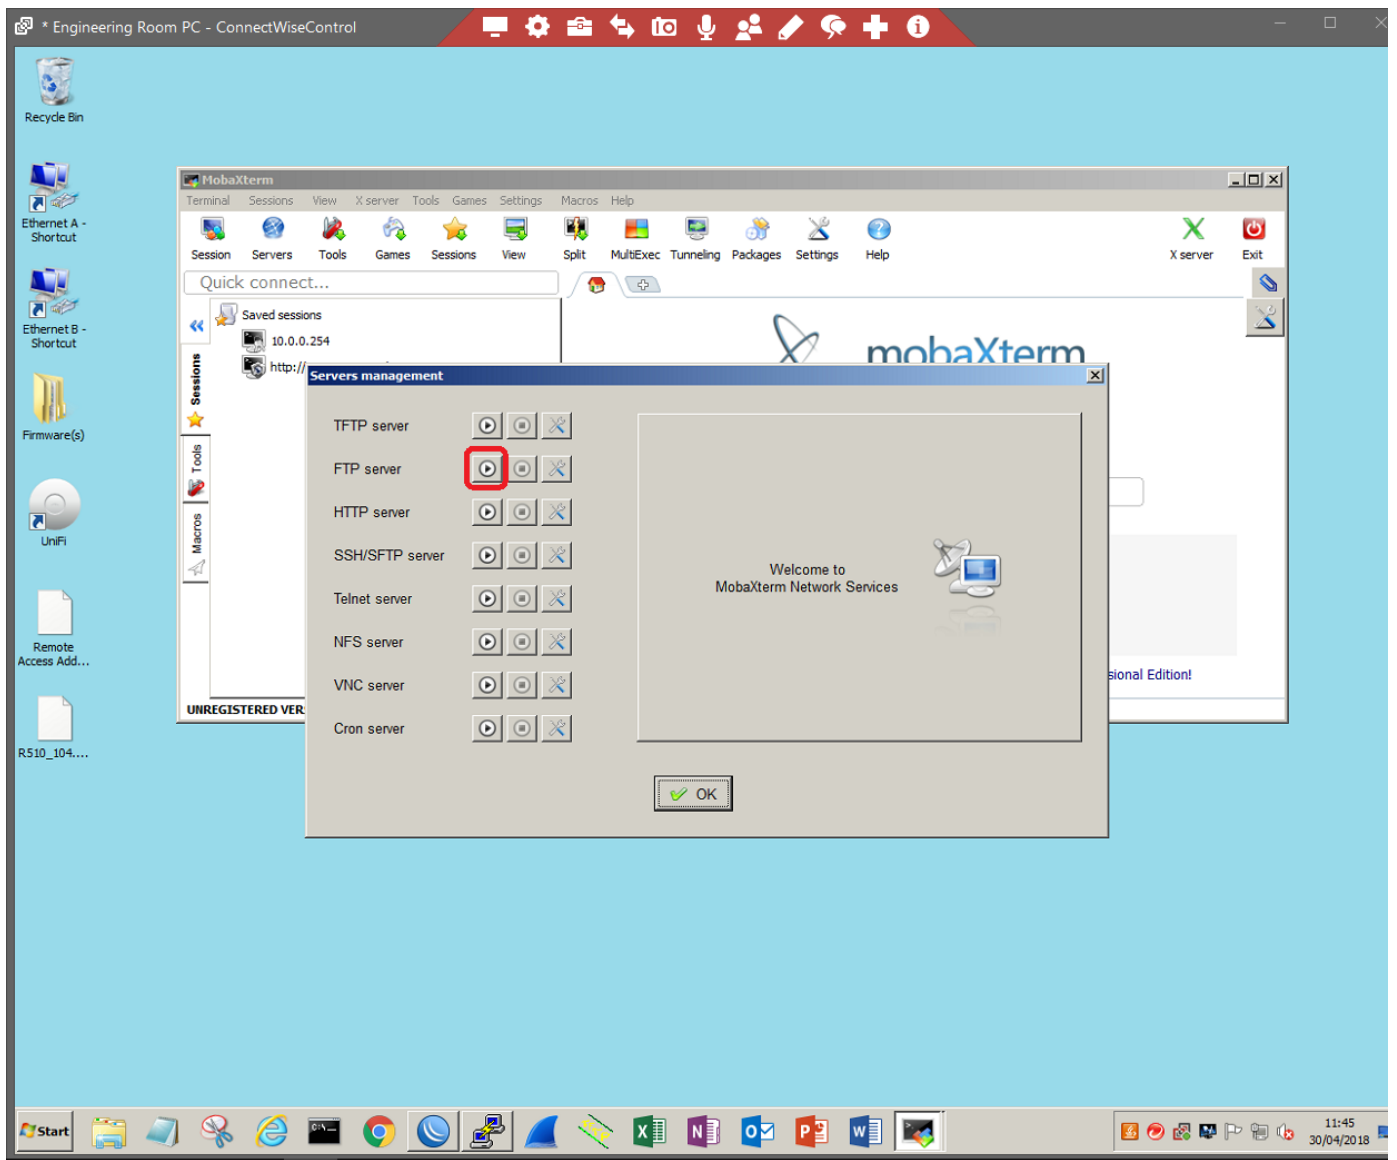 * Engineering Room PC - ConnectWiseControl
Recycle Bin
Ethernet A -
Shortcut
Ethernet B -
Shortcut
Firmware(s)
UniFi
Remote
Access Add...
R510_104....
MobaXterm
Terminal Sessions View X server Tools Games Settings Macros Help
Session Servers Tools Games Sessions View Split MultiExec Tunneling Packages Settings Help X server Exit
Quick connect...
Saved sessions
10.0.0.254
http://
Sessions
Tools
Macros
mobaXterm
sional Edition!
UNREGISTERED VER
Servers management
TFTP server
FTP server
HTTP server
SSH/SFTP server
Telnet server
NFS server
VNC server
Cron server
Welcome to
MobaXterm Network Services
OK
Start
11:45
30/04/2018